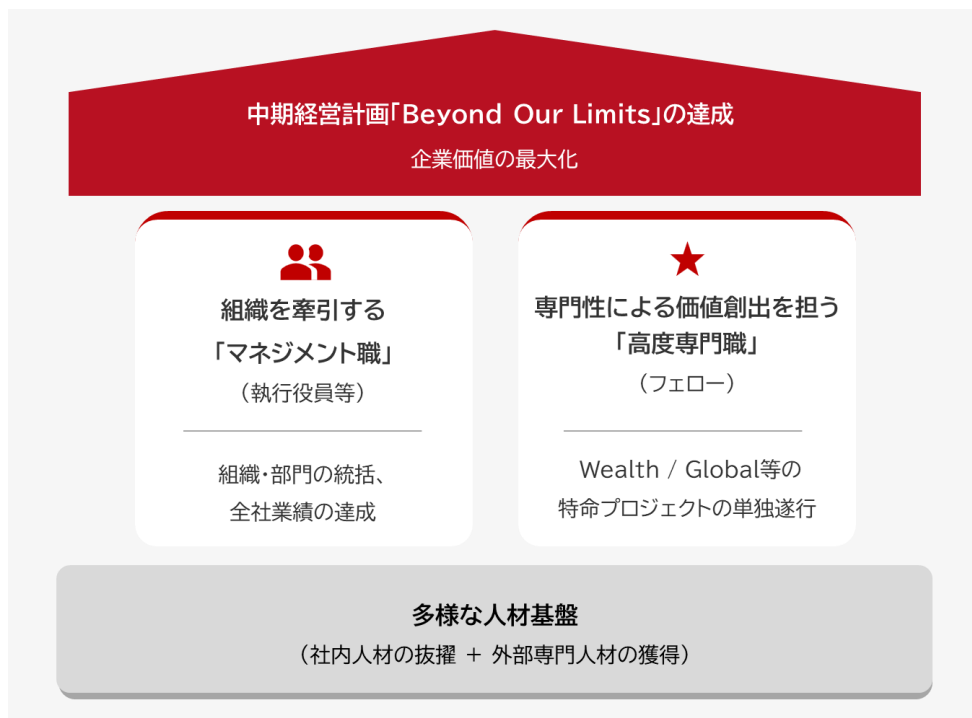 中期経営計画「Beyond Our Limits」の達成
企業価値の最大化
組織を牽引する
「マネジメント職」
（執行役員等）
組織・部門の統括、
全社業績の達成
専門性による価値創出を担う
「高度専門職」
（フェロー）
Wealth / Global等の
特命プロジェクトの単独遂行
多様な人材基盤
（社内人材の抜擢 ＋ 外部専門人材の獲得）